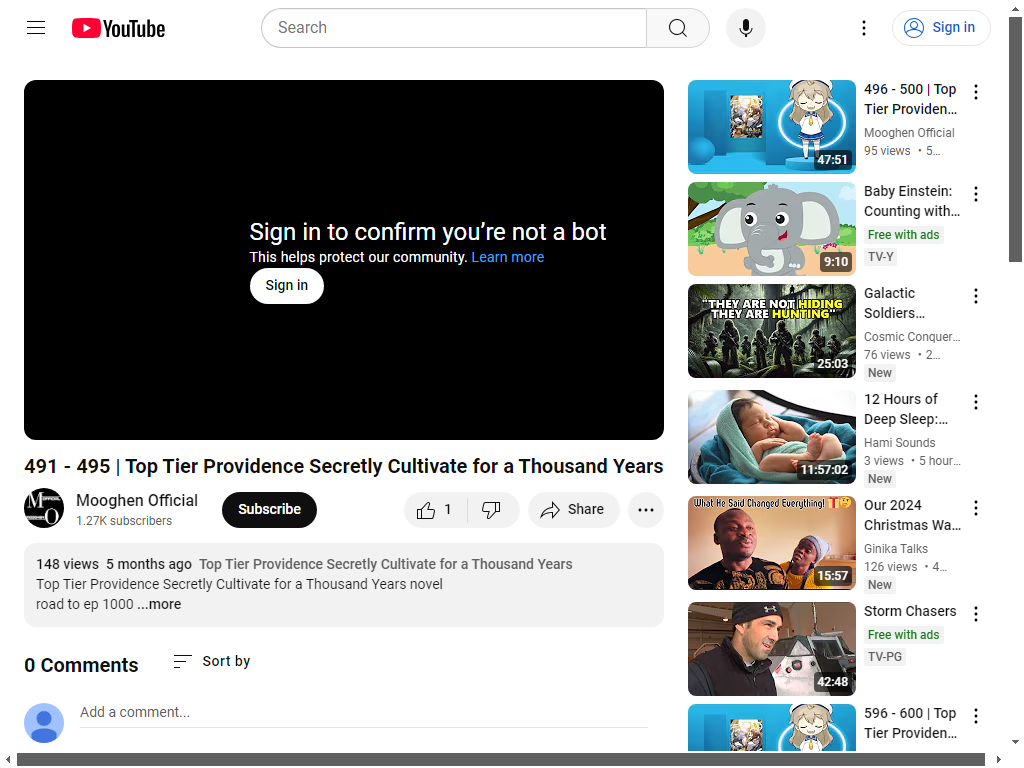 YouTube
Search
Sign in
Sign in to confirm you’re not a bot
This helps protect our community. Learn more
Sign in
491 - 495 | Top Tier Providence Secretly Cultivate for a Thousand Years
Mooghen Official
1.27K subscribers
Subscribe
1
Share
148 views 5 months ago Top Tier Providence Secretly Cultivate for a Thousand Years
Top Tier Providence Secretly Cultivate for a Thousand Years novel
road to ep 1000 ...more
0 Comments
Sort by
Add a comment...
47:51
496 - 500 | Top
Tier Providen...
Mooghen Official
95 views • 5...
9:10
Baby Einstein:
Counting with...
Free with ads
TV-Y
"THEY ARE NOT HIDING
THEY ARE HUNTING"
25:03
Galactic
Soldiers...
Cosmic Conquer...
76 views • 2...
New
11:57:02
12 Hours of
Deep Sleep:...
Hami Sounds
3 views • 5 hour...
New
What He Said Changed Everything!
15:57
Our 2024
Christmas Wa...
Ginika Talks
126 views • 4...
New
42:48
Storm Chasers
Free with ads
TV-PG
596 - 600 | Top
Tier Providen...